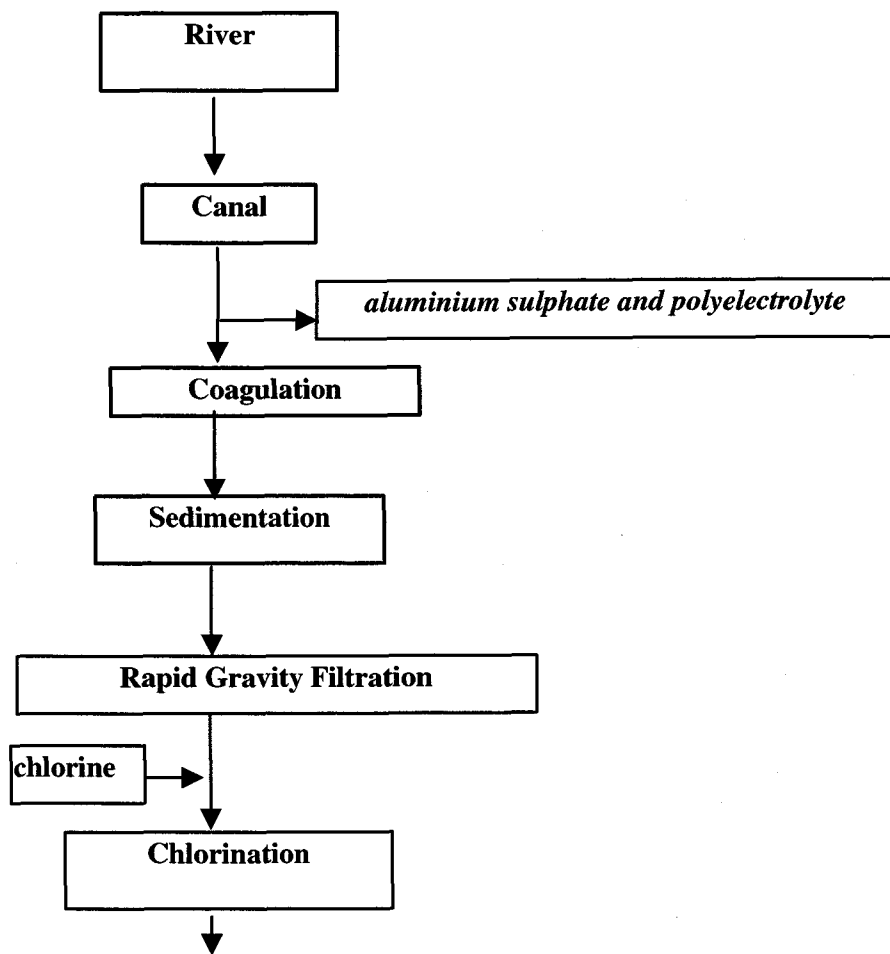 River
Canal
aluminium sulphate and polyelectrolyte
Coagulation
Sedimentation
Rapid Gravity Filtration
chlorine
Chlorination